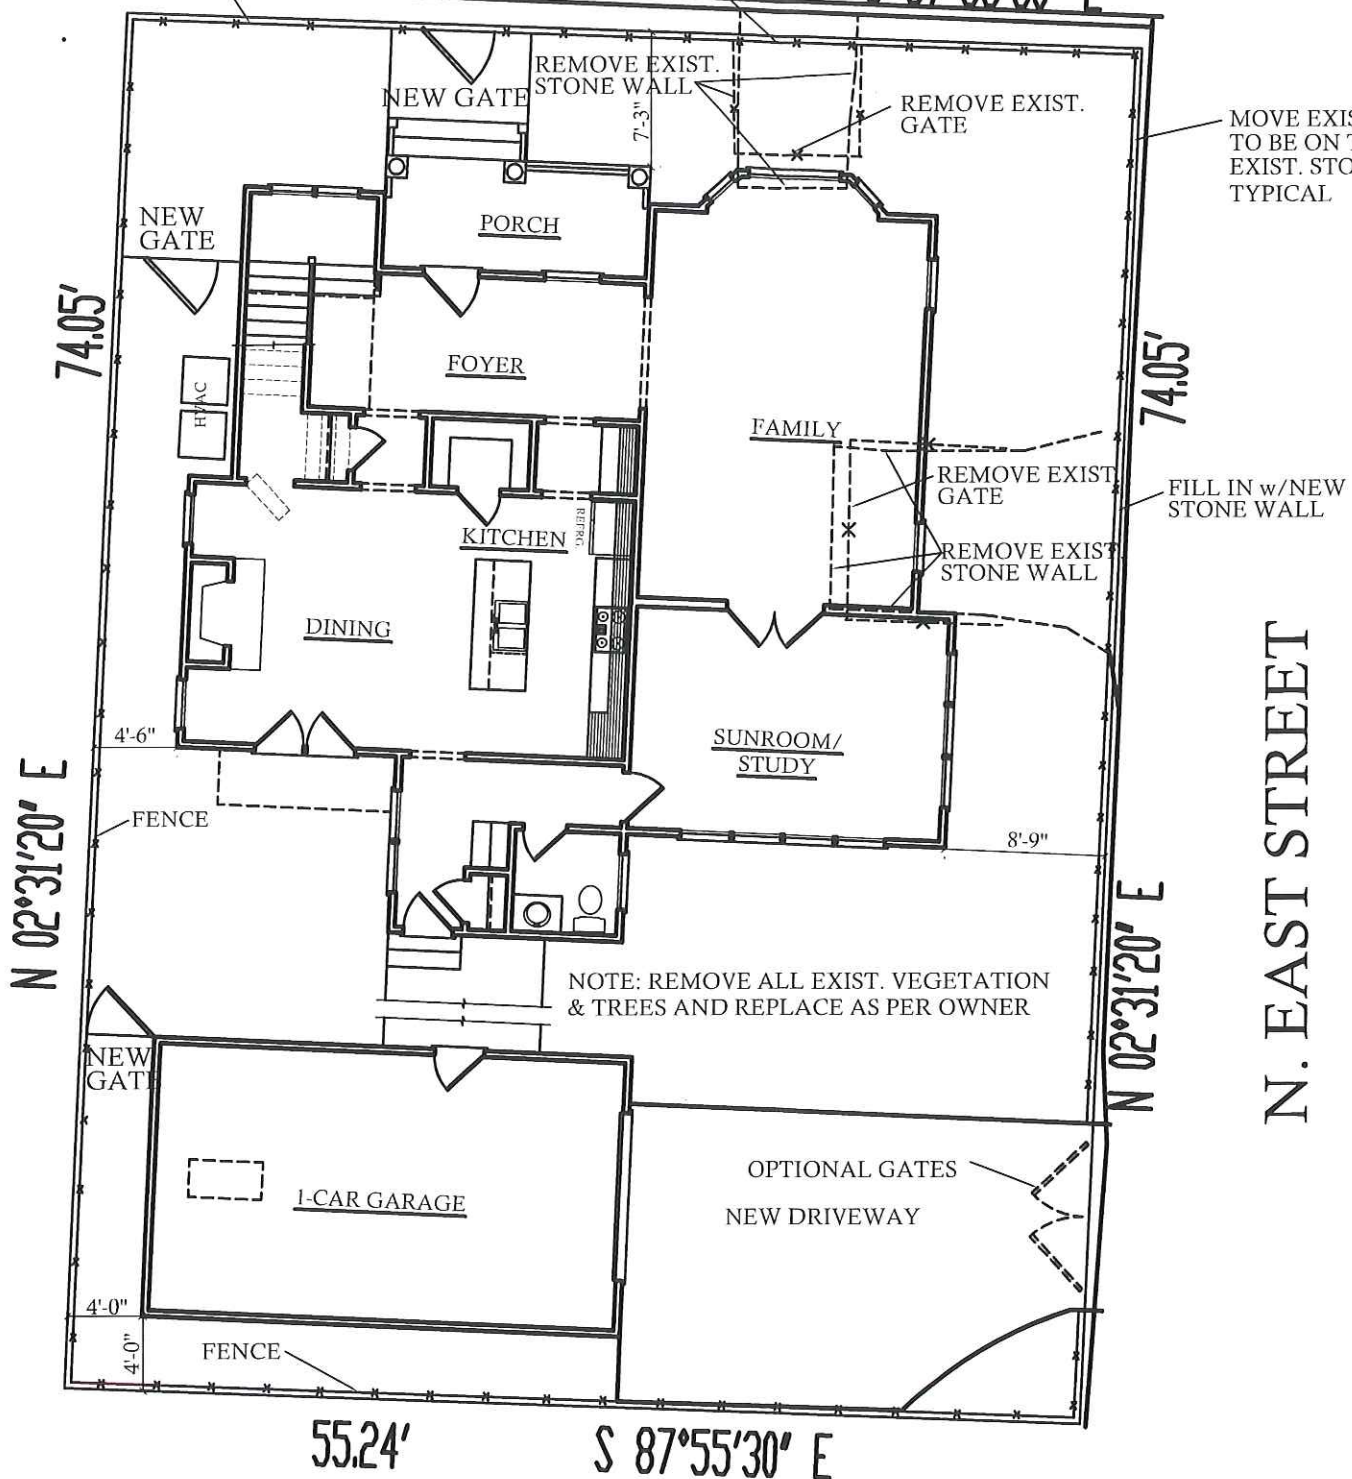 REMOVE EXIST.
STONE WALL
NEW GATE
7'-3"
REMOVE EXIST.
GATE
TO BE ON
EXIST.
TYPICAL
NEW
GATE
PORCH
74.05'
FOYER
HVAC
74.05'
FAMILY
REMOVE EXIST
GATE
FILL IN w/NEW
STONE WALL
KITCHEN
REFRG.
REMOVE EXIST
STONE WALL
DINING
4'-6"
SUNROOM/
STUDY
N 02°31'20" E
FENCE
8'-9"
N. EAST STREET
NOTE: REMOVE ALL EXIST. VEGETATION
& TREES AND REPLACE AS PER OWNER
N 02°31'20" E
NEW
GATE
OPTIONAL GATES
1-CAR GARAGE
NEW DRIVEWAY
4'-0"
4'-0"
FENCE
55.24'
S 87°55'30" E